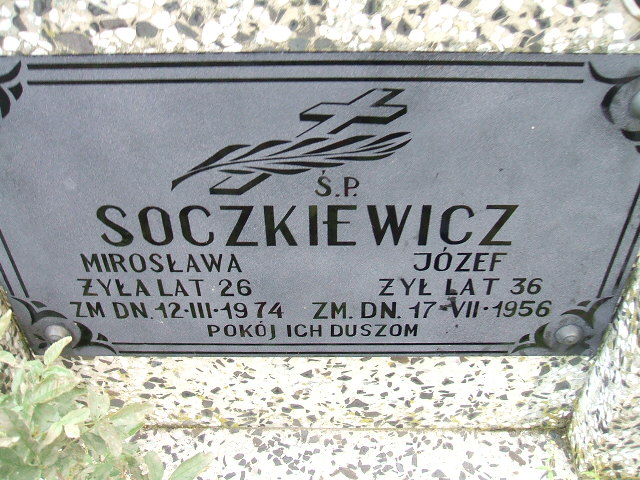 Ś.P.
SOCZKIEWICZ
MIROSŁAWA JÓZEF
ŻYŁA LAT 26 ŻYŁ LAT 36
ZM DN. 12·III·1974 ZM. DN. 17·VII·1956
POKÓJ ICH DUSZOM